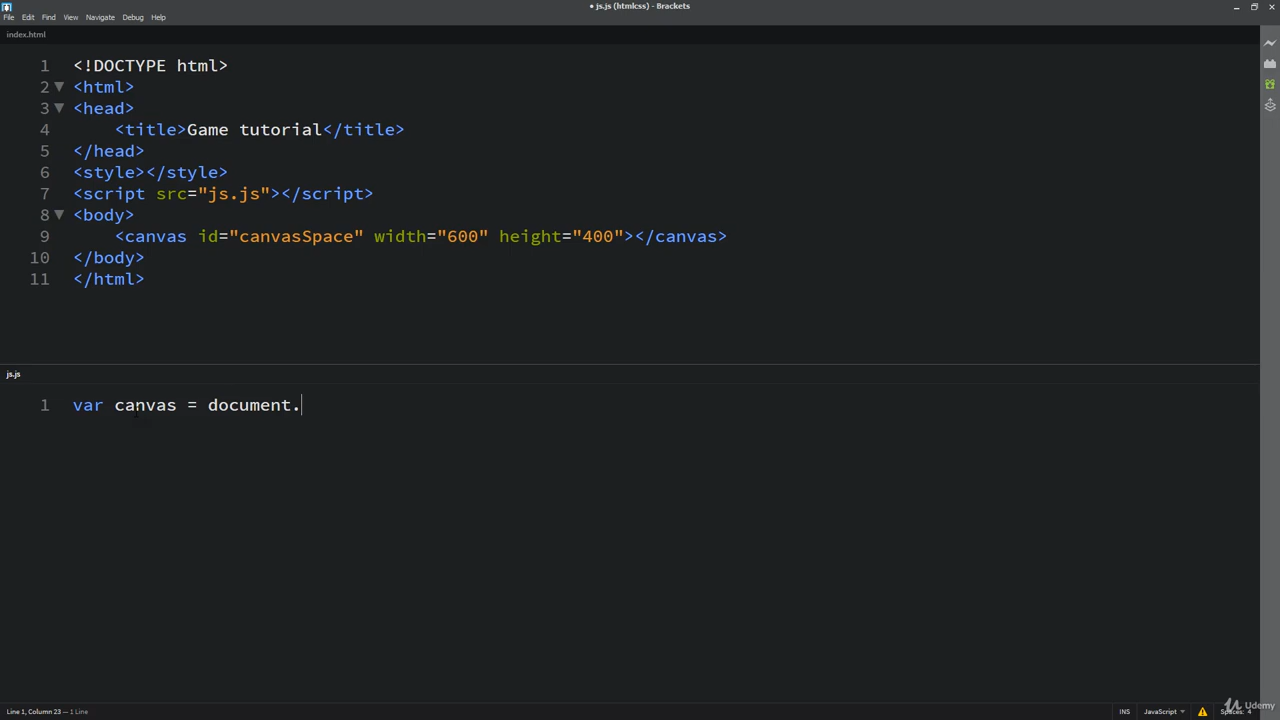 js.js (htmlcss) - Brackets
File Edit Find View Navigate Debug Help
index.html
1 <!DOCTYPE html>
2 <html>
3 <head>
4 <title>Game tutorial</title>
5 </head>
6 <style></style>
7 <script src="js.js"></script>
8 <body>
9 <canvas id="canvasSpace" width="600" height="400"></canvas>
10 </body>
11 </html>
js.js
1 var canvas = document.
Line 1, Column 23 — 1 Line INS JavaScript Spaces: 4
Udemy